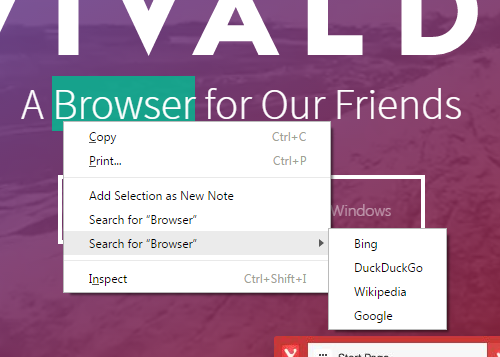 VIVALD
A Browser for Our Friends
Copy Ctrl+C
Print... Ctrl+P
Add Selection as New Note
Search for “Browser”
Search for “Browser”
Inspect Ctrl+Shift+I
Windows
Bing
DuckDuckGo
Wikipedia
Google
Start Page